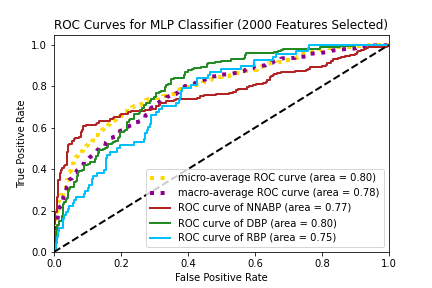 ROC Curves for MLP Classifier (2000 Features Selected)
True Positive Rate
1.0
0.8
0.6
0.4
0.2
0.0
micro-average ROC curve (area = 0.80)
macro-average ROC curve (area = 0.78)
ROC curve of NNABP (area = 0.77)
ROC curve of DBP (area = 0.80)
ROC curve of RBP (area = 0.75)
0.0 0.2 0.4 0.6 0.8 1.0
False Positive Rate